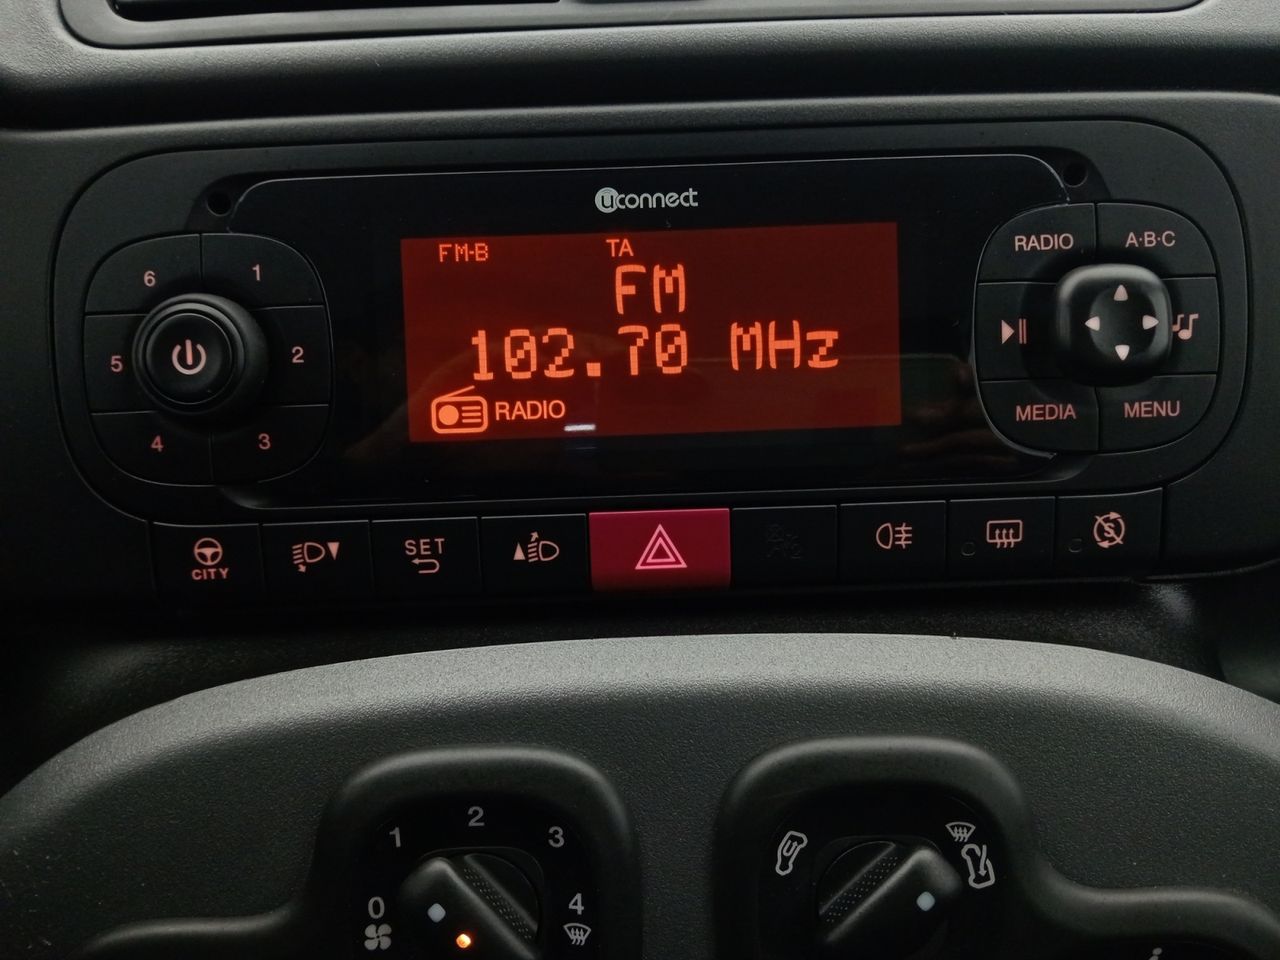 uconnect
FM-B TA
FM
102.70 MHz
RADIO
6 1
5 2
4 3
RADIO A·B·C
MEDIA MENU
CITY
SET
1 2 3
0 4